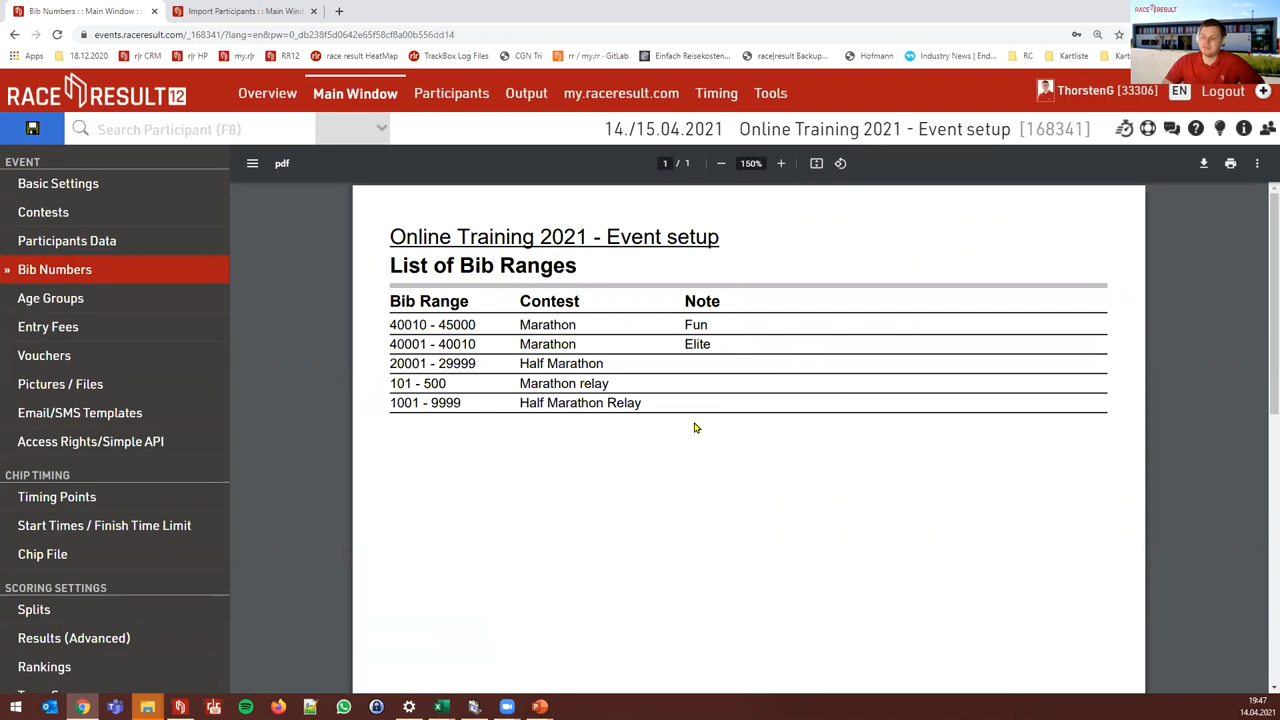 Bib Numbers : : Main Window
Import Participants : : Main Wind
events.raceresult.com/_168341/?lang=en&pw=0_db238f5d0642e65f58cf8a00b556dd14
Apps
18.12.2020
r|r CRM
r|r HP
my.r|r
RR12
race result HeatMap
TrackBox Log Files
CGN Tri
rr / my.rr · GitLab
Einfach Reisekosten...
race|result Backup...
Hofmann
Industry News | End...
RC
Kartliste
Kart
RACE RESULT
RACE RESULT 12
Overview
Main Window
Participants
Output
my.raceresult.com
Timing
Tools
ThorstenG [33306]
EN
Logout
Search Participant (F8)
14./15.04.2021 Online Training 2021 - Event setup [168341]
EVENT
Basic Settings
Contests
Participants Data
» Bib Numbers
Age Groups
Entry Fees
Vouchers
Pictures / Files
Email/SMS Templates
Access Rights/Simple API
CHIP TIMING
Timing Points
Start Times / Finish Time Limit
Chip File
SCORING SETTINGS
Splits
Results (Advanced)
Rankings
pdf
1 / 1
150%
Online Training 2021 - Event setup
List of Bib Ranges
Bib Range Contest Note
40010 - 45000 Marathon Fun
40001 - 40010 Marathon Elite
20001 - 29999 Half Marathon
101 - 500 Marathon relay
1001 - 9999 Half Marathon Relay
19:47
14.04.2021